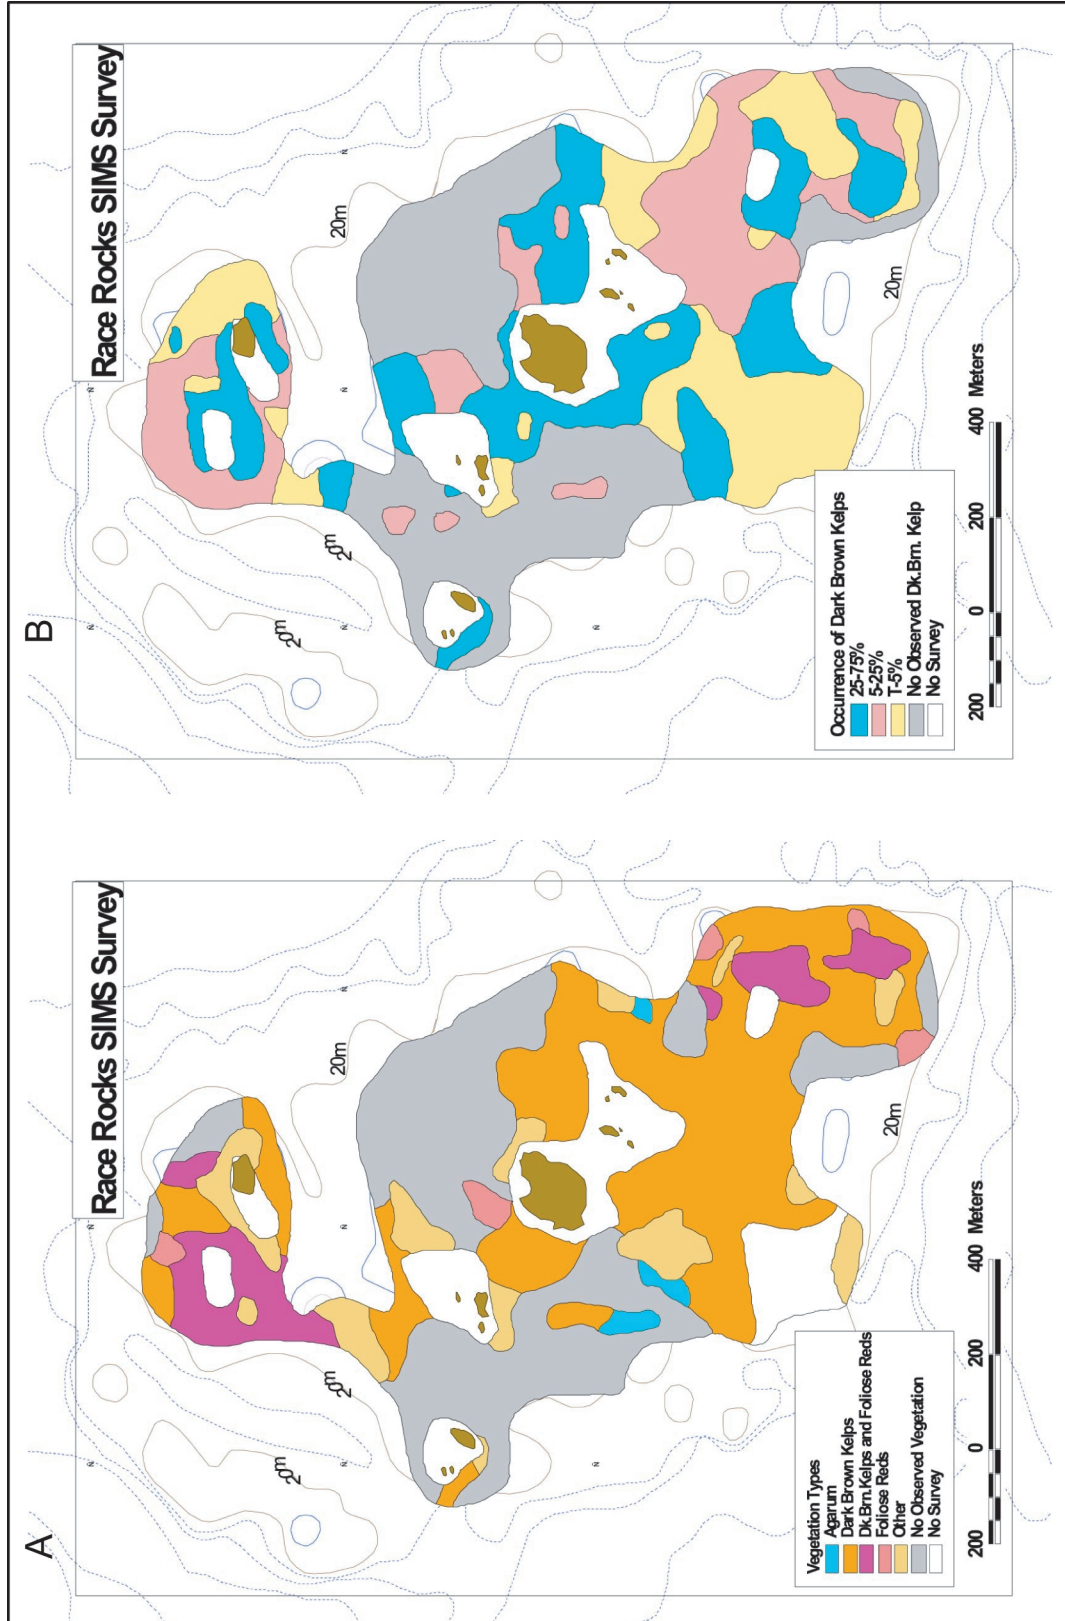 A
Race Rocks SIMS Survey
20m
20m
20m
20m
Vegetation Types
Agarum
Dark Brown Kelps
Dk.Brn.Kelps and Foliose Reds
Foliose Reds
Other
No Observed Vegetation
No Survey
200 0 200 400 Meters
B
Race Rocks SIMS Survey
20m
20m
20m
20m
Occurrence of Dark Brown Kelps
25-75%
5-25%
T-5%
No Observed Dk.Brn. Kelp
No Survey
200 0 200 400 Meters